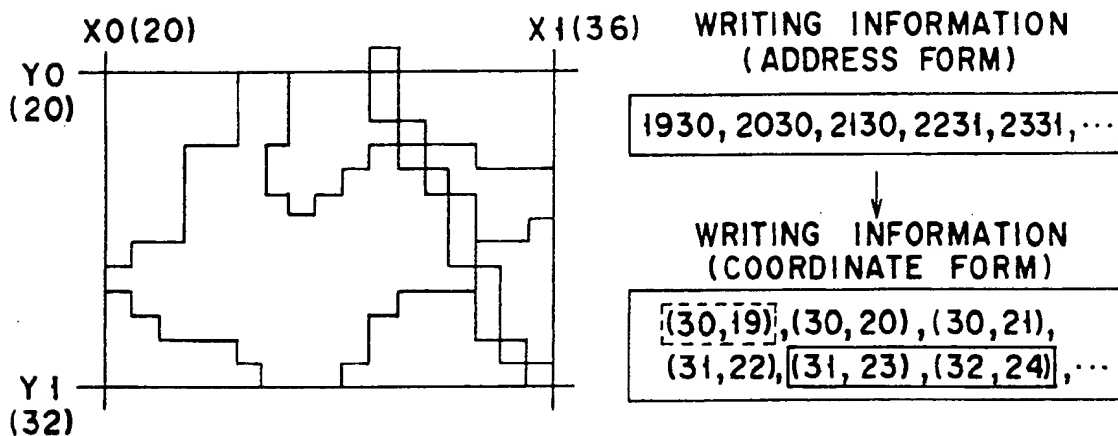 X0(20)
X1(36)
Y0
(20)
Y1
(32)
WRITING INFORMATION
(ADDRESS FORM)
1930, 2030, 2130, 2231, 2331, ...
WRITING INFORMATION
(COORDINATE FORM)
(30,19), (30,20), (30,21),
(31,22), (31,23), (32,24), ...